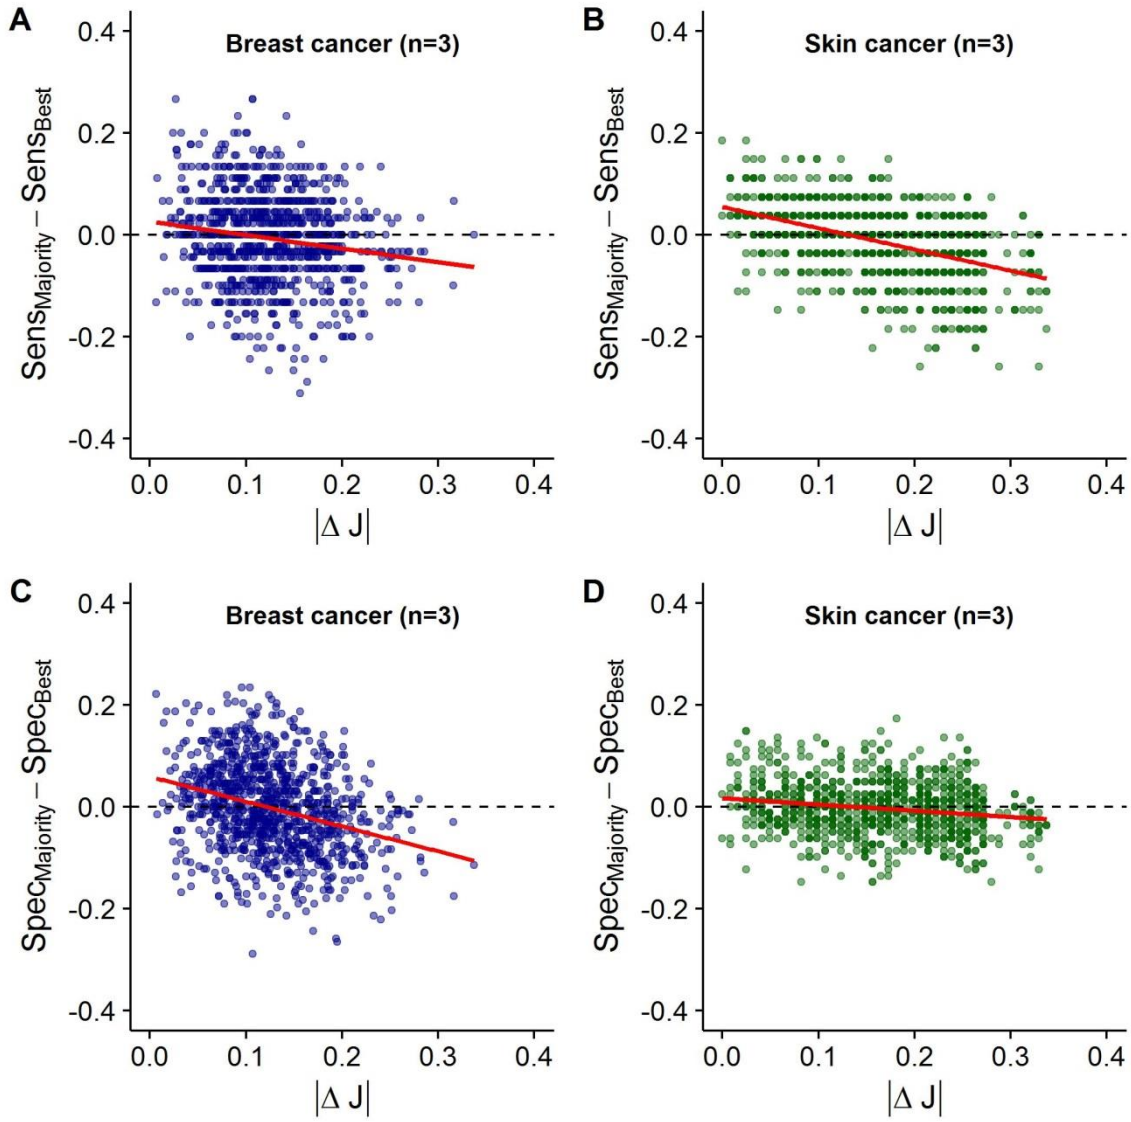 A
Breast cancer (n=3)
Sens_Majority − Sens_Best
0.4
0.2
0.0
-0.2
-0.4
0.0 0.1 0.2 0.3 0.4
|Δ J|
B
Skin cancer (n=3)
Sens_Majority − Sens_Best
0.4
0.2
0.0
-0.2
-0.4
0.0 0.1 0.2 0.3 0.4
|Δ J|
C
Breast cancer (n=3)
Spec_Majority − Spec_Best
0.4
0.2
0.0
-0.2
-0.4
0.0 0.1 0.2 0.3 0.4
|Δ J|
D
Skin cancer (n=3)
Spec_Majority − Spec_Best
0.4
0.2
0.0
-0.2
-0.4
0.0 0.1 0.2 0.3 0.4
|Δ J|